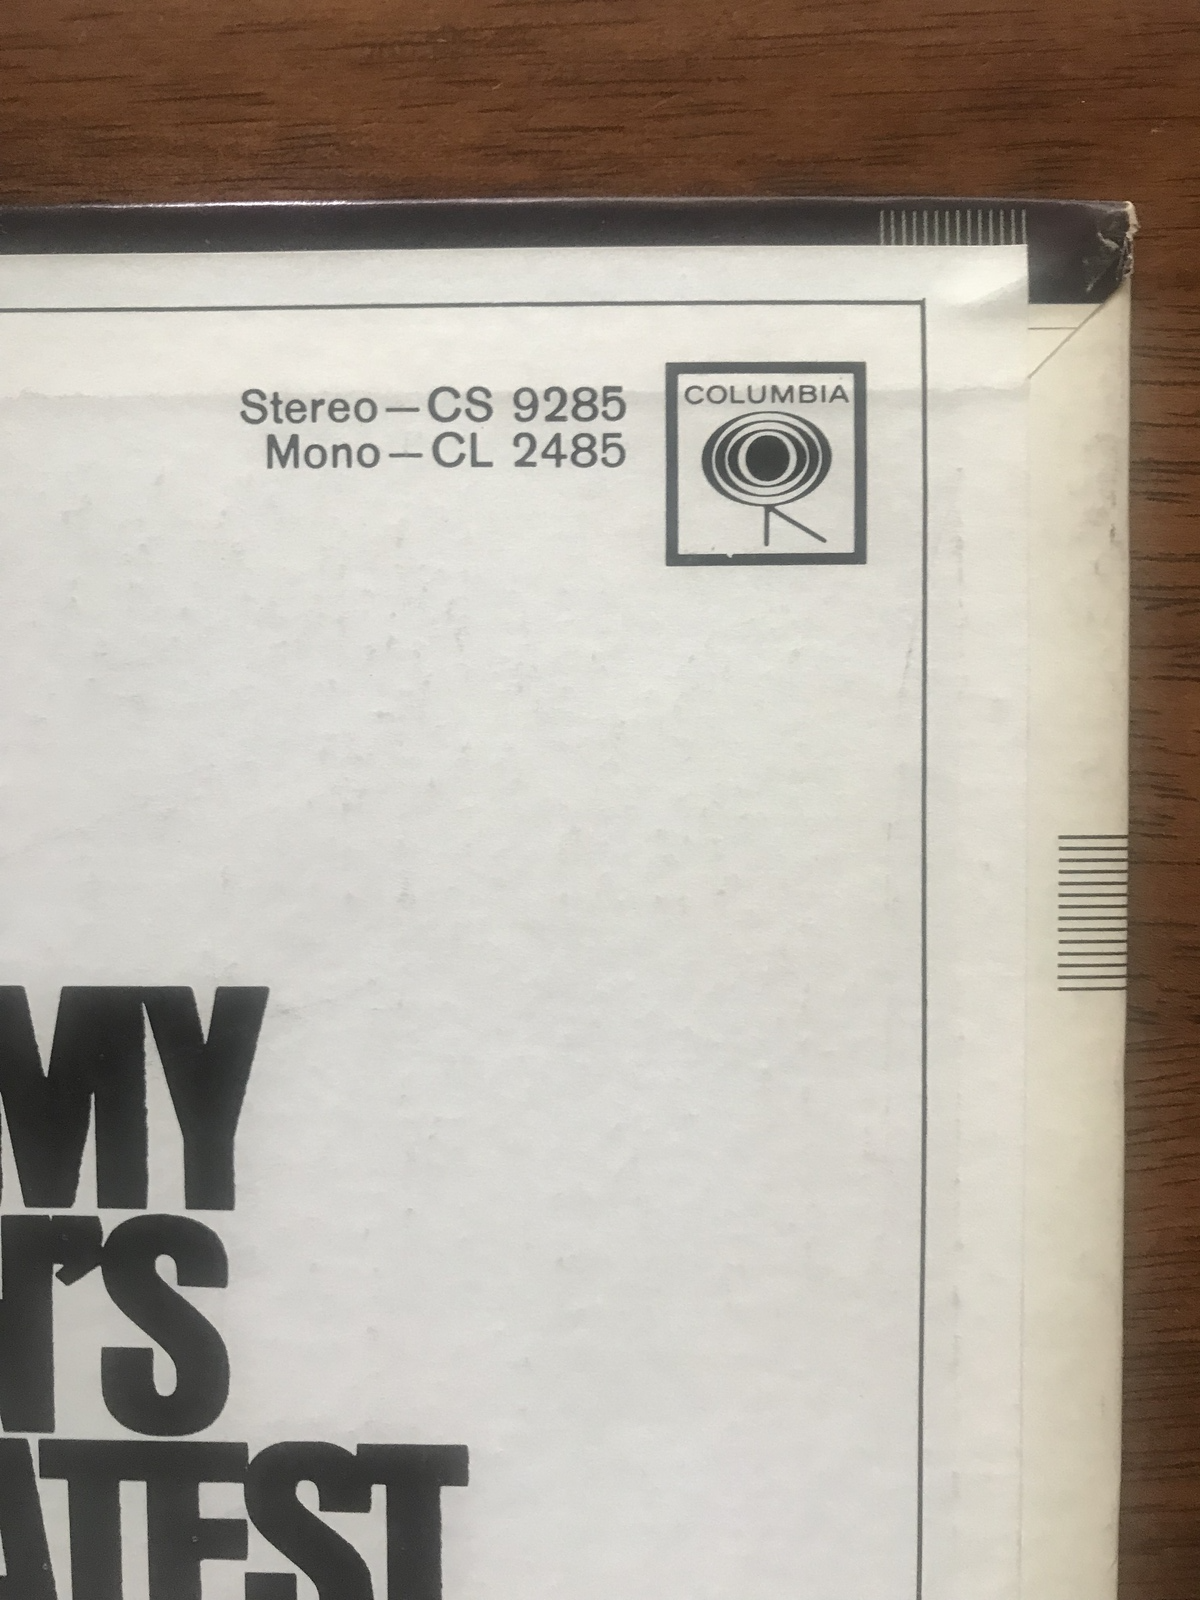 Stereo—CS 9285
Mono—CL 2485
COLUMBIA
MY
'S
ATEST